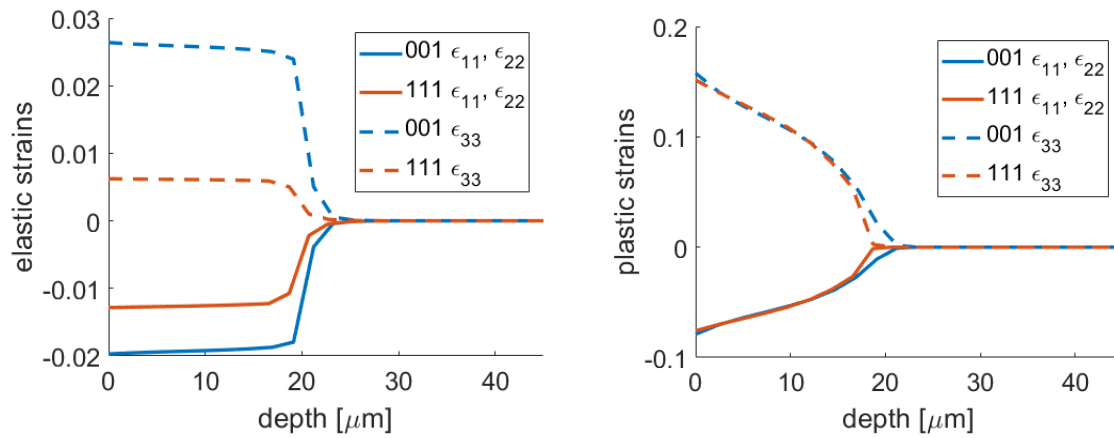 0.03
0.02
0.01
0
-0.01
-0.02
elastic strains
0 10 20 30 40
depth [μm]
001 ϵ₁₁, ϵ₂₂
111 ϵ₁₁, ϵ₂₂
001 ϵ₃₃
111 ϵ₃₃
0.2
0.1
0
-0.1
plastic strains
0 10 20 30 40
depth [μm]
001 ϵ₁₁, ϵ₂₂
111 ϵ₁₁, ϵ₂₂
001 ϵ₃₃
111 ϵ₃₃